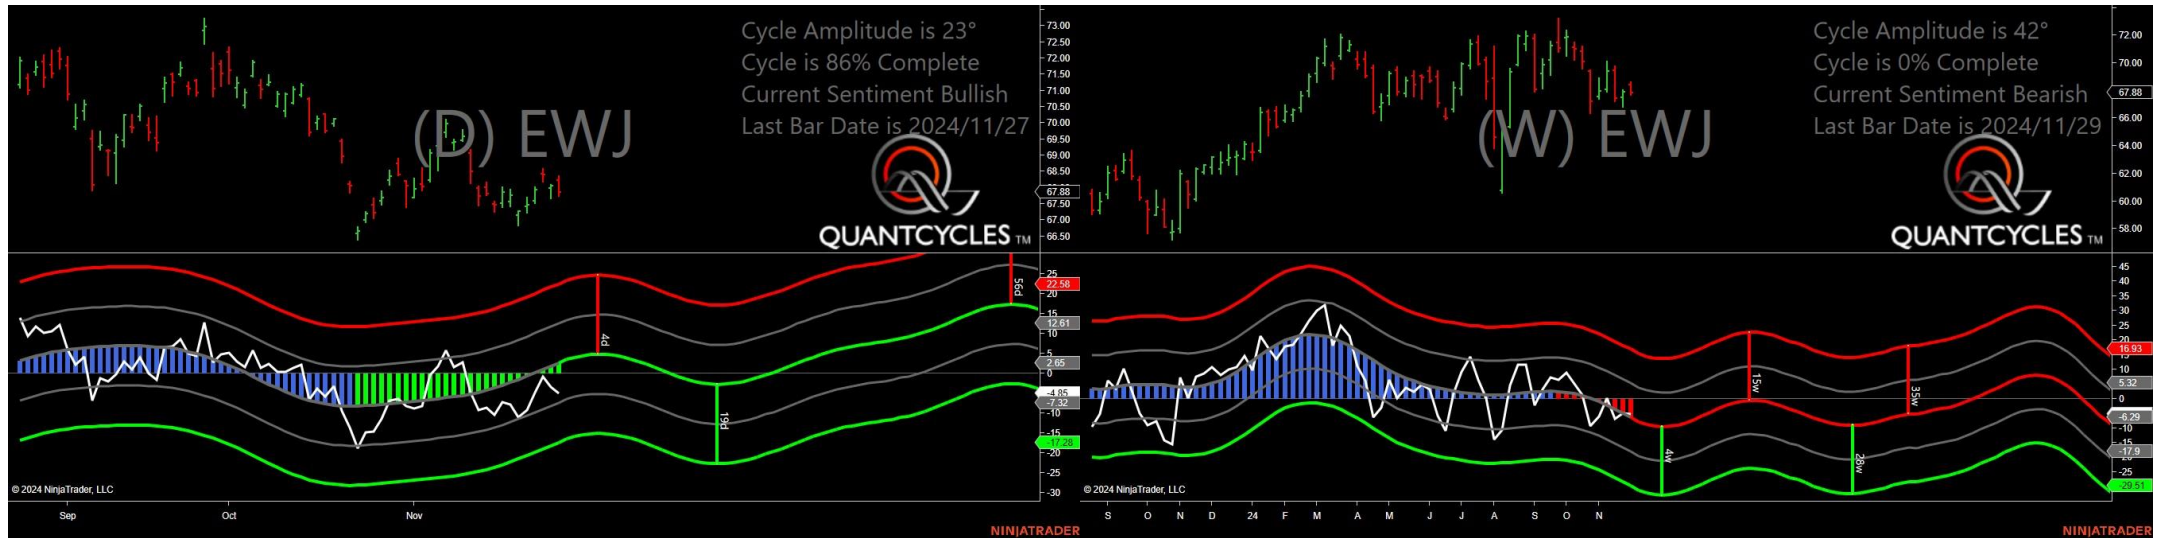 Cycle Amplitude is 23°
Cycle is 86% Complete
Current Sentiment Bullish
Last Bar Date is 2024/11/27
(D) EWJ
QUANTCYCLES TM
73.00
72.50
72.00
71.50
71.00
70.50
70.00
69.50
69.00
68.50
67.88
67.50
67.00
66.50
56d
4d
19d
25
22.58
20
15
12.61
10
5
2.65
0
-4.85
-7.32
-10
-15
-17.28
-20
-25
-30
© 2024 NinjaTrader, LLC
Sep Oct Nov
NINJATRADER
Cycle Amplitude is 42°
Cycle is 0% Complete
Current Sentiment Bearish
Last Bar Date is 2024/11/29
(W) EWJ
QUANTCYCLES TM
72.00
70.00
67.88
66.00
64.00
62.00
60.00
58.00
15w
35w
4w
28w
45
40
35
30
25
20
16.93
15
10
5.32
0
-6.29
-10
-15
-17.9
-25
-29.51
© 2024 NinjaTrader, LLC
S O N D 24 F M A M J J A S O N
NINJATRADER